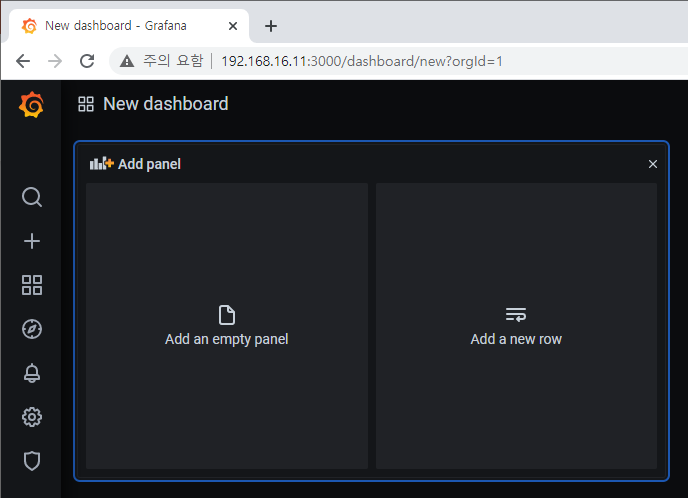 New dashboard - Grafana
주의 요함 | 192.168.16.11:3000/dashboard/new?orgId=1
New dashboard
Add panel
Add an empty panel
Add a new row